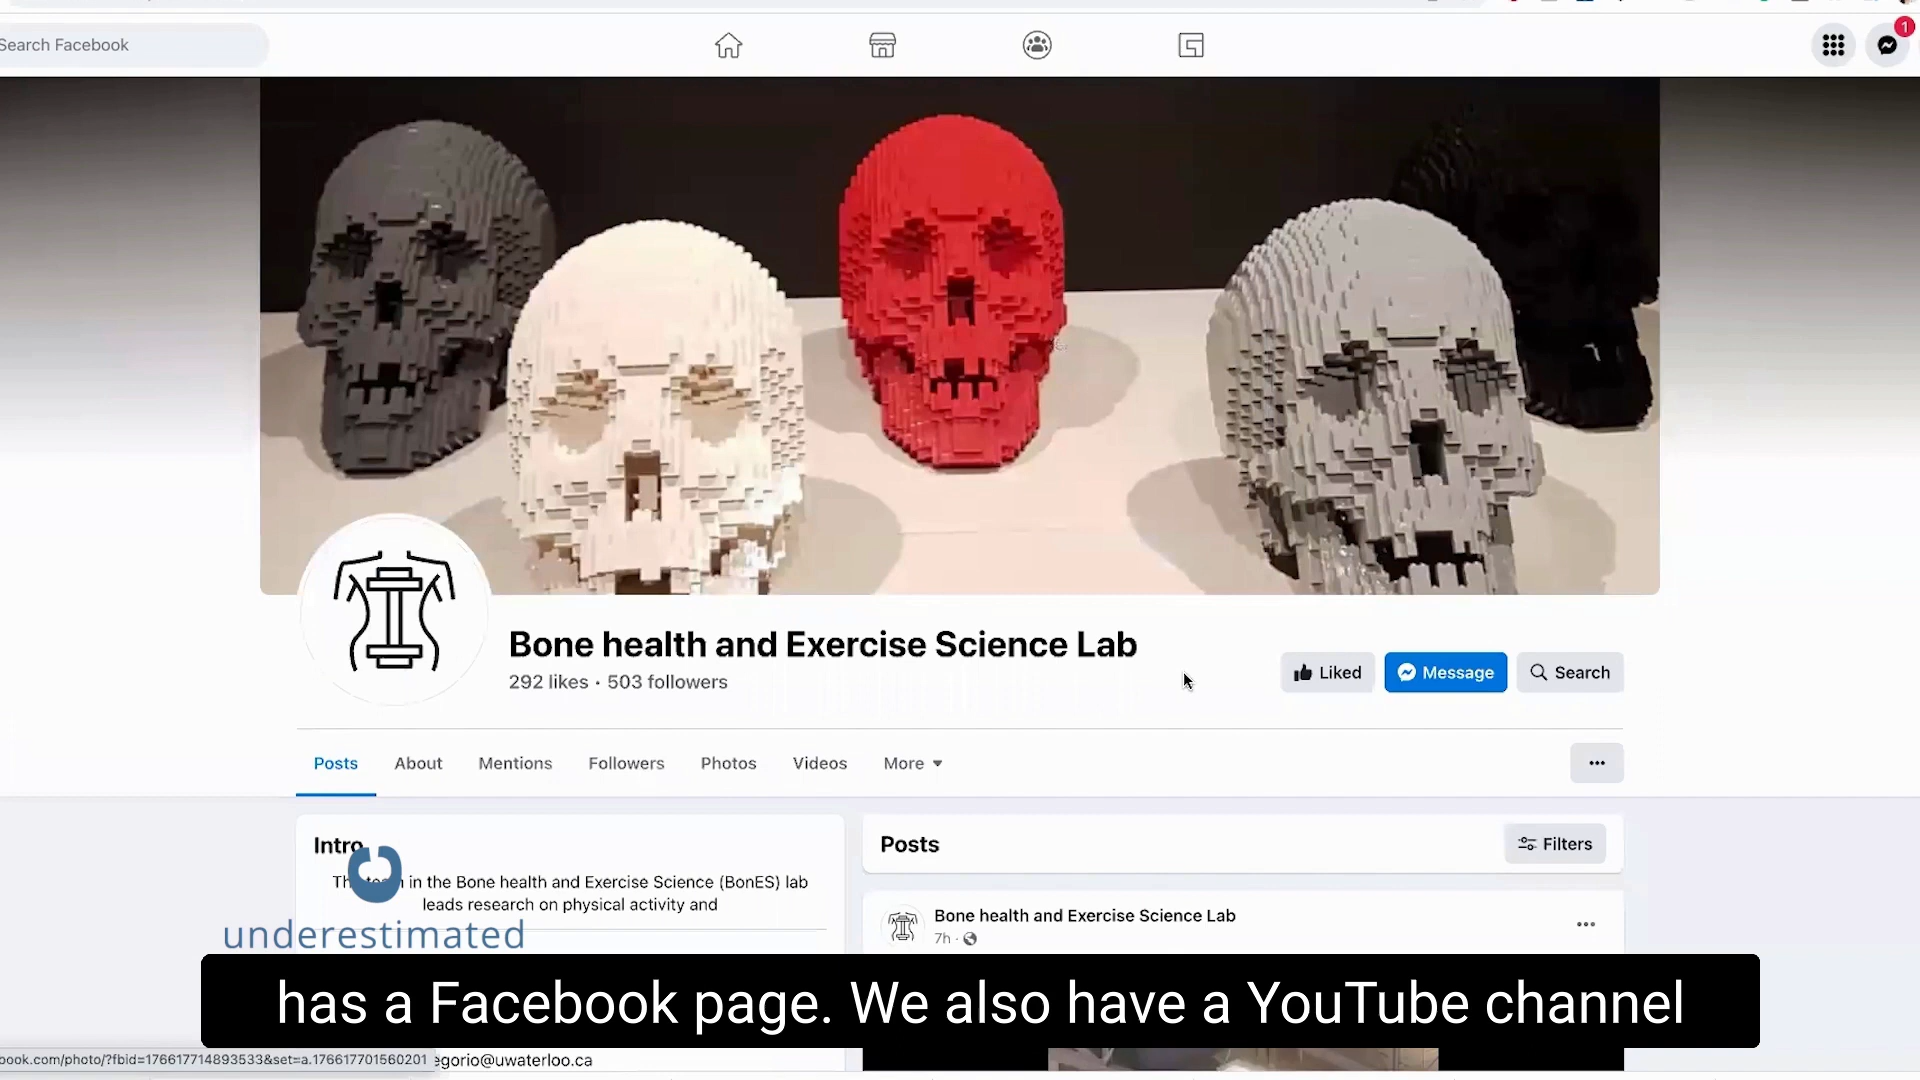 Search Facebook
1
Bone health and Exercise Science Lab
292 likes · 503 followers
Liked
Message
Search
Posts
About
Mentions
Followers
Photos
Videos
More
Intro
in the Bone health and Exercise Science (BonES) lab
leads research on physical activity and
Posts
Filters
Bone health and Exercise Science Lab
7h
underestimated
has a Facebook page. We also have a YouTube channel
book.com/photo/?fbid=176617714893533&set=a.176617701560201
egorio@uwaterloo.ca